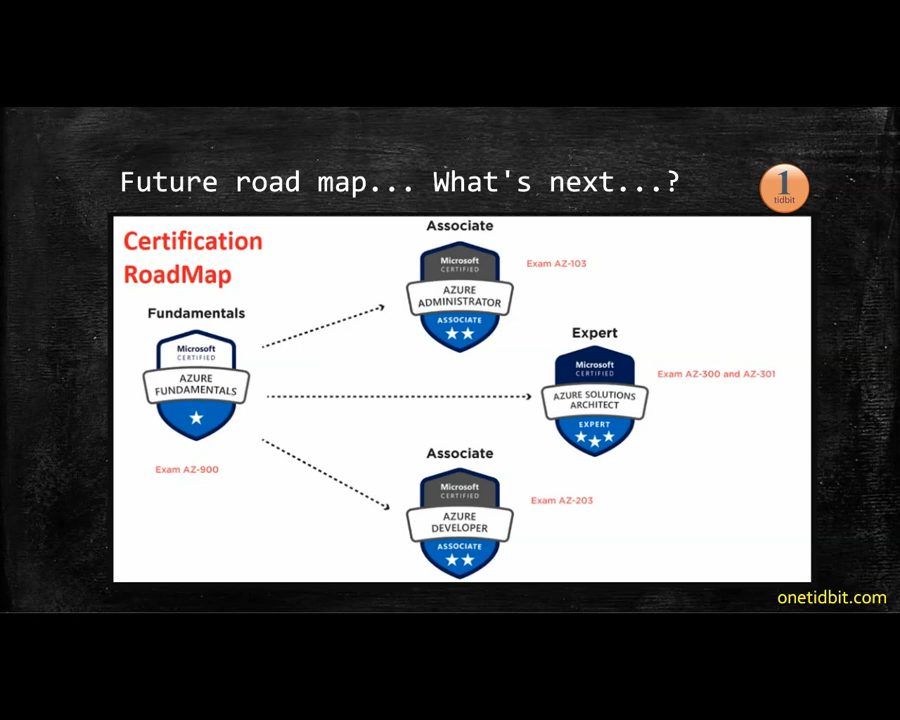 Future road map... What's next...?
1
tidbit
Certification
RoadMap
Associate
Microsoft
CERTIFIED
AZURE
ADMINISTRATOR
ASSOCIATE
Exam AZ-103
Fundamentals
Microsoft
CERTIFIED
AZURE
FUNDAMENTALS
Exam AZ-900
Expert
Microsoft
CERTIFIED
AZURE SOLUTIONS
ARCHITECT
EXPERT
Exam AZ-300 and AZ-301
Associate
Microsoft
CERTIFIED
AZURE
DEVELOPER
ASSOCIATE
Exam AZ-203
onetidbit.com